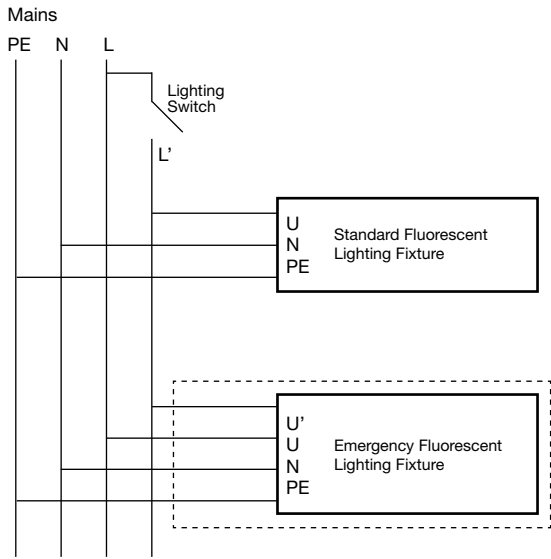 Mains
PE N L
Lighting
Switch
L'
U
N
PE
Standard Fluorescent
Lighting Fixture
U'
U
N
PE
Emergency Fluorescent
Lighting Fixture